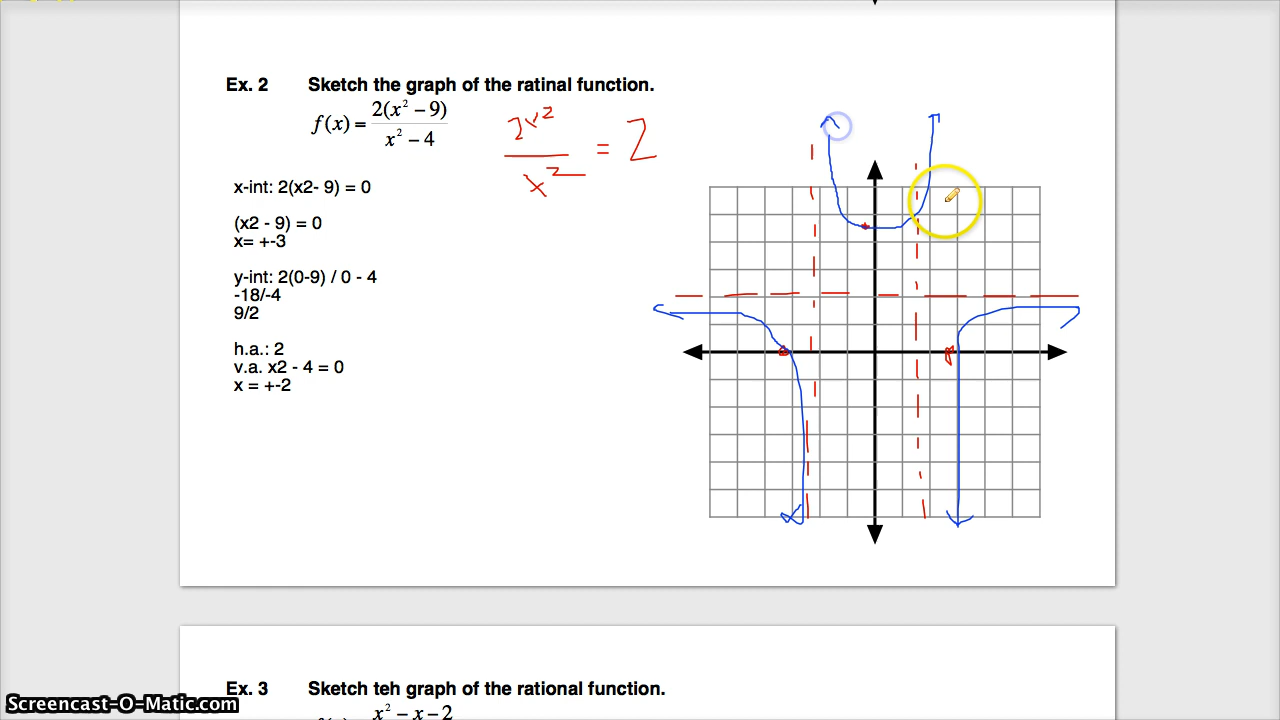 Ex. 2 Sketch the graph of the ratinal function.
f(x) = 2(x² − 9) / x² − 4
2x² / x² = 2
x-int: 2(x2- 9) = 0
(x2 - 9) = 0
x= +-3
y-int: 2(0-9) / 0 - 4
-18/-4
9/2
h.a.: 2
v.a. x2 - 4 = 0
x = +-2
Ex. 3 Sketch teh graph of the rational function.
x² − x − 2
Screencast-O-Matic.com